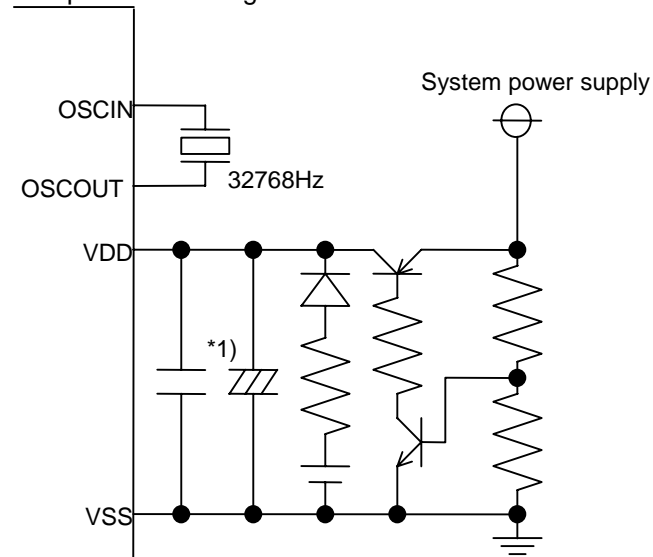 System power supply
OSCIN
OSCOUT
32768Hz
VDD
*1)
VSS